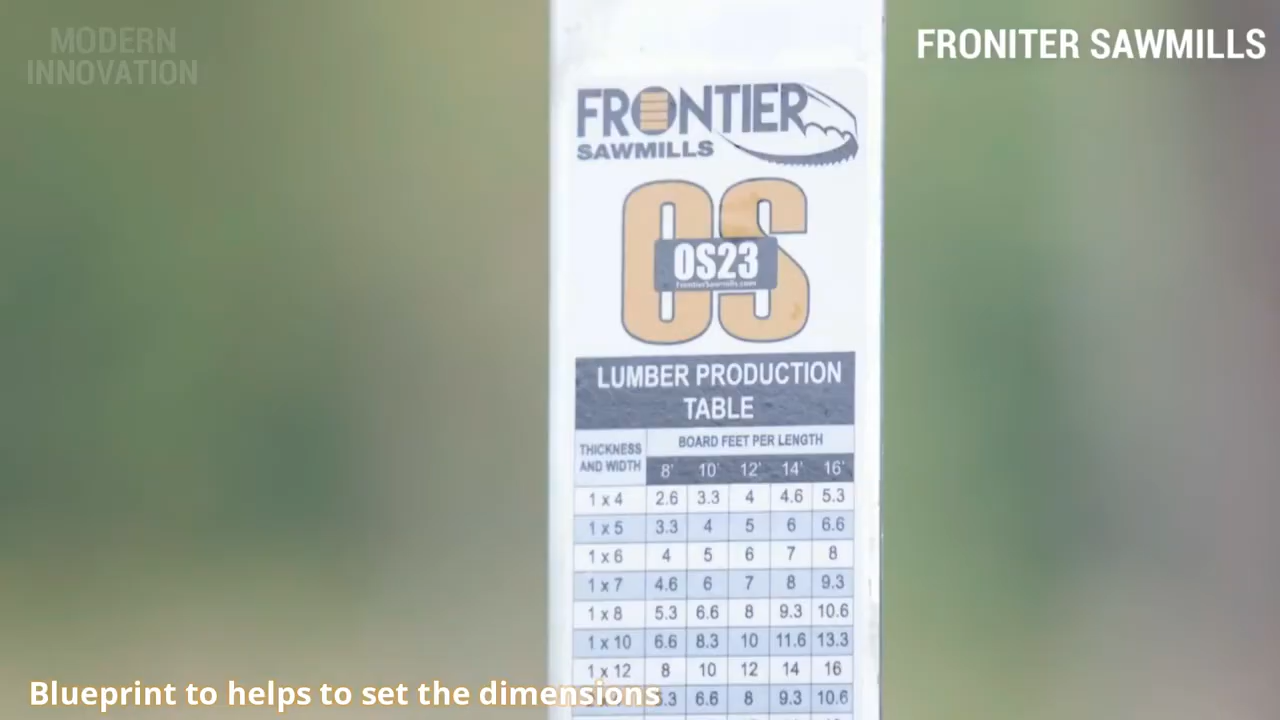 MODERN
INNOVATION
FRONITER SAWMILLS
FRONTIER
SAWMILLS
OS
OS23
FrontierSawmills.com
LUMBER PRODUCTION
TABLE
THICKNESS
AND WIDTH
BOARD FEET PER LENGTH
8' 10' 12' 14' 16'
1 x 4 2.6 3.3 4 4.6 5.3
1 x 5 3.3 4 5 6 6.6
1 x 6 4 5 6 7 8
1 x 7 4.6 6 7 8 9.3
1 x 8 5.3 6.6 8 9.3 10.6
1 x 10 6.6 8.3 10 11.6 13.3
1 x 12 8 10 12 14 16
6.6 8 9.3 10.6
Blueprint to helps to set the dimensions